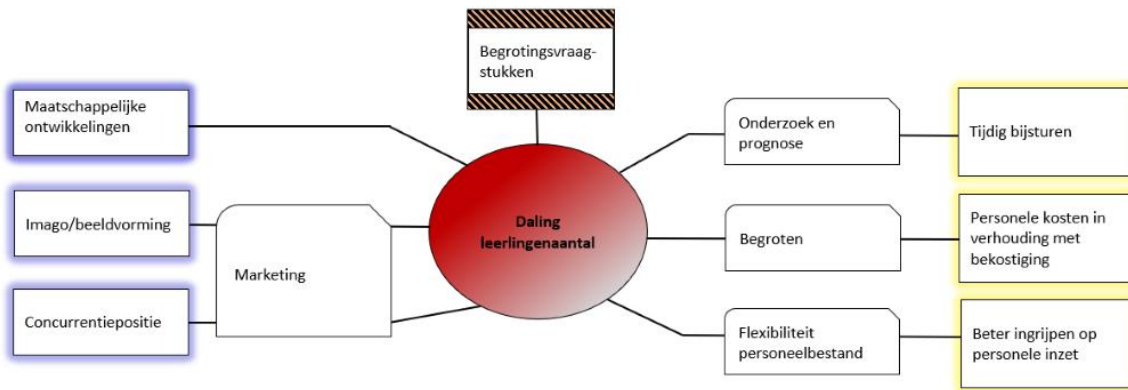 Begrotingsvraag-
stukken
Maatschappelijke
ontwikkelingen
Imago/beeldvorming
Marketing
Concurrentiepositie
Daling
leerlingenaantal
Onderzoek en
prognose
Tijdig bijsturen
Begroten
Personele kosten in
verhouding met
bekostiging
Flexibiliteit
personeelbestand
Beter ingrijpen op
personele inzet